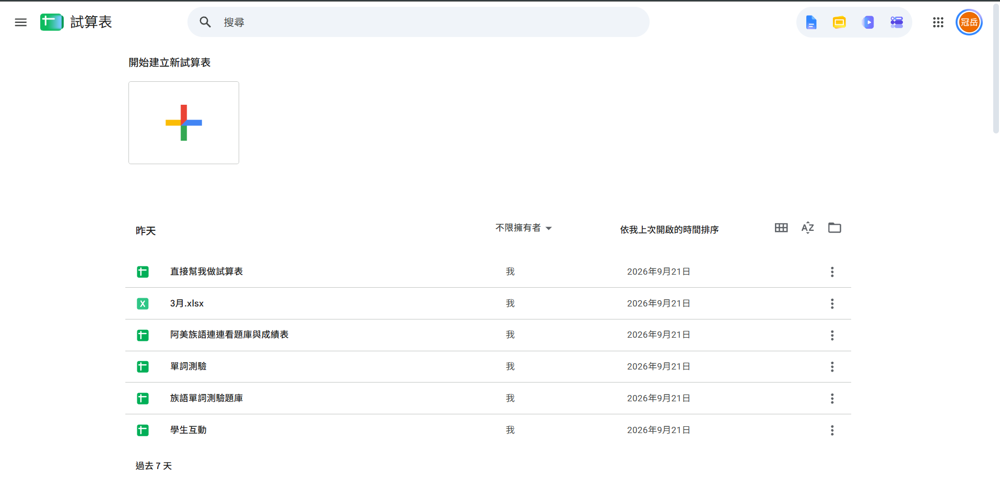 試算表
搜尋
冠岳
開始建立新試算表
昨天
不限擁有者
依我上次開啟的時間排序
AZ
直接幫我做試算表 我 2026年9月21日
X 3月.xlsx 我 2026年9月21日
阿美族語連連看題庫與成績表 我 2026年9月21日
單詞測驗 我 2026年9月21日
族語單詞測驗題庫 我 2026年9月21日
學生互動 我 2026年9月21日
過去 7 天